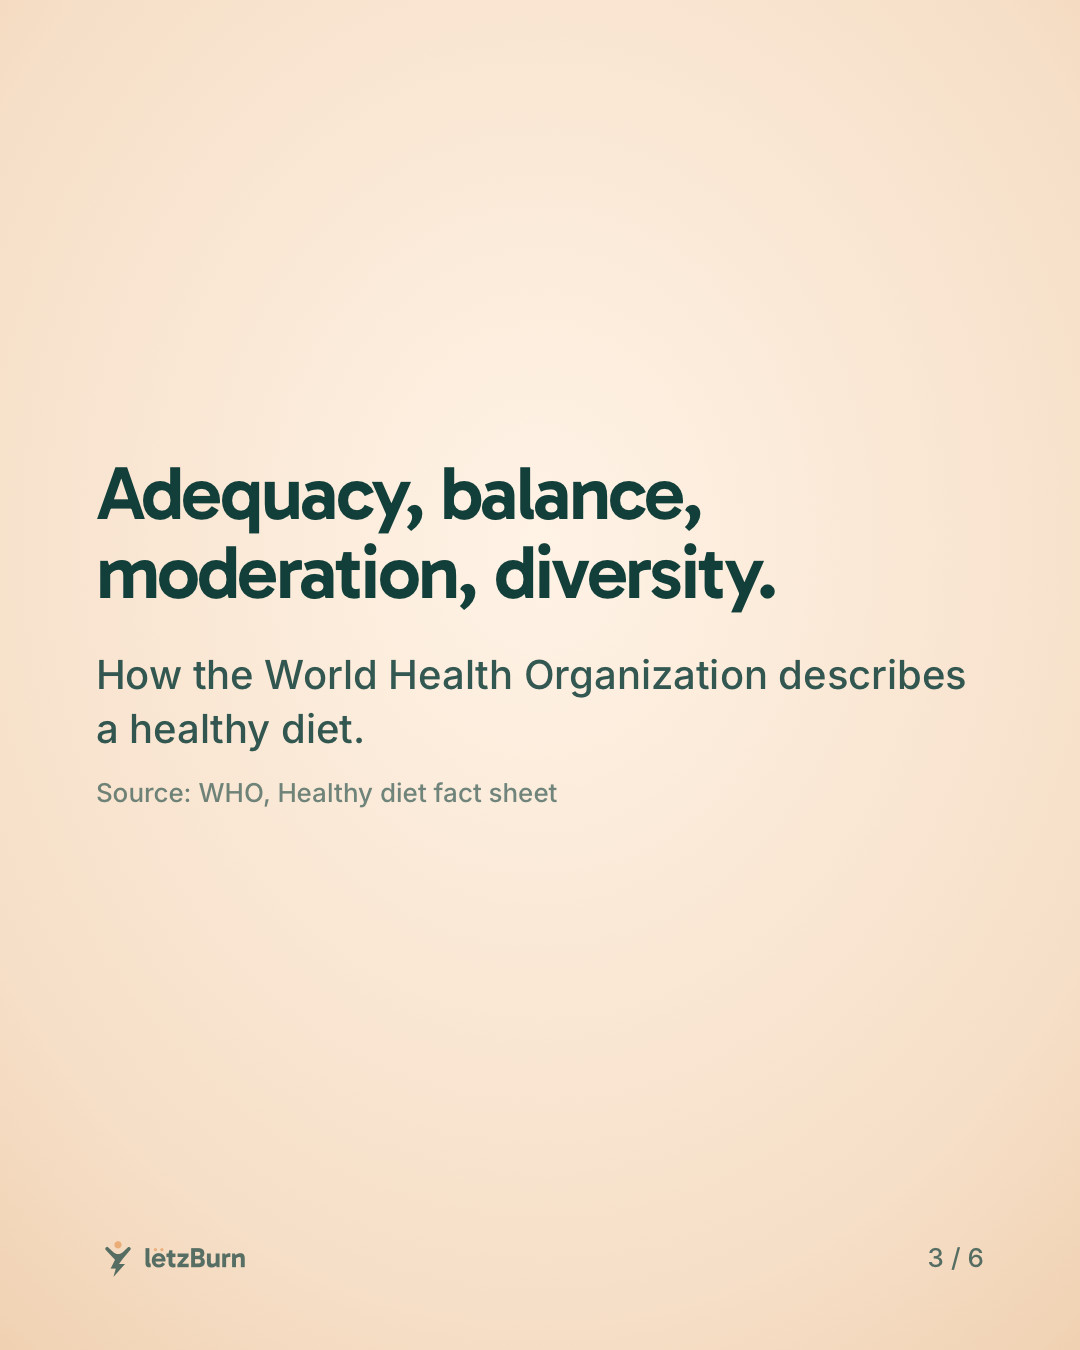 Adequacy, balance,
moderation, diversity.
How the World Health Organization describes
a healthy diet.
Source: WHO, Healthy diet fact sheet
lëtzBurn
3 / 6